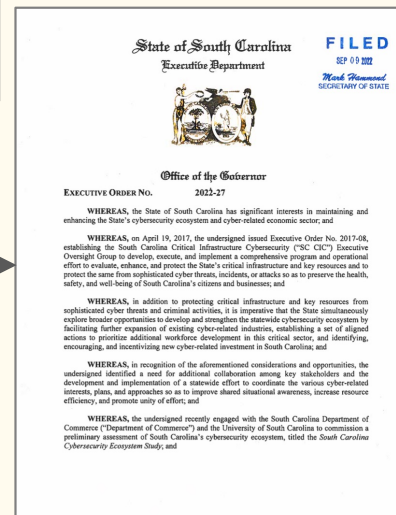 State of South Carolina
Executive Department
FILED
SEP 09 2022
Mark Hammond
SECRETARY OF STATE
Office of the Governor
EXECUTIVE ORDER NO. 2022-27
WHEREAS, the State of South Carolina has significant interests in maintaining and
enhancing the State's cybersecurity ecosystem and cyber-related economic sector; and
WHEREAS, on April 19, 2017, the undersigned issued Executive Order No. 2017-08,
establishing the South Carolina Critical Infrastructure Cybersecurity ("SC CIC") Executive
Oversight Group to develop, execute, and implement a comprehensive program and operational
effort to evaluate, enhance, and protect the State's critical infrastructure and key resources and to
protect the same from sophisticated cyber threats, incidents, or attacks so as to preserve the health,
safety, and well-being of South Carolina's citizens and businesses; and
WHEREAS, in addition to protecting critical infrastructure and key resources from
sophisticated cyber threats and criminal activities, it is imperative that the State simultaneously
explore broader opportunities to develop and strengthen the statewide cybersecurity ecosystem by
facilitating further expansion of existing cyber-related industries, establishing a set of aligned
actions to prioritize additional workforce development in this critical sector, and identifying,
encouraging, and incentivizing new cyber-related investment in South Carolina; and
WHEREAS, in recognition of the aforementioned considerations and opportunities, the
undersigned identified a need for additional collaboration among key stakeholders and the
development and implementation of a statewide effort to coordinate the various cyber-related
interests, plans, and approaches so as to improve shared situational awareness, increase resource
efficiency, and promote unity of effort; and
WHEREAS, the undersigned recently engaged with the South Carolina Department of
Commerce ("Department of Commerce") and the University of South Carolina to commission a
preliminary assessment of South Carolina's cybersecurity ecosystem, titled the South Carolina
Cybersecurity Ecosystem Study; and